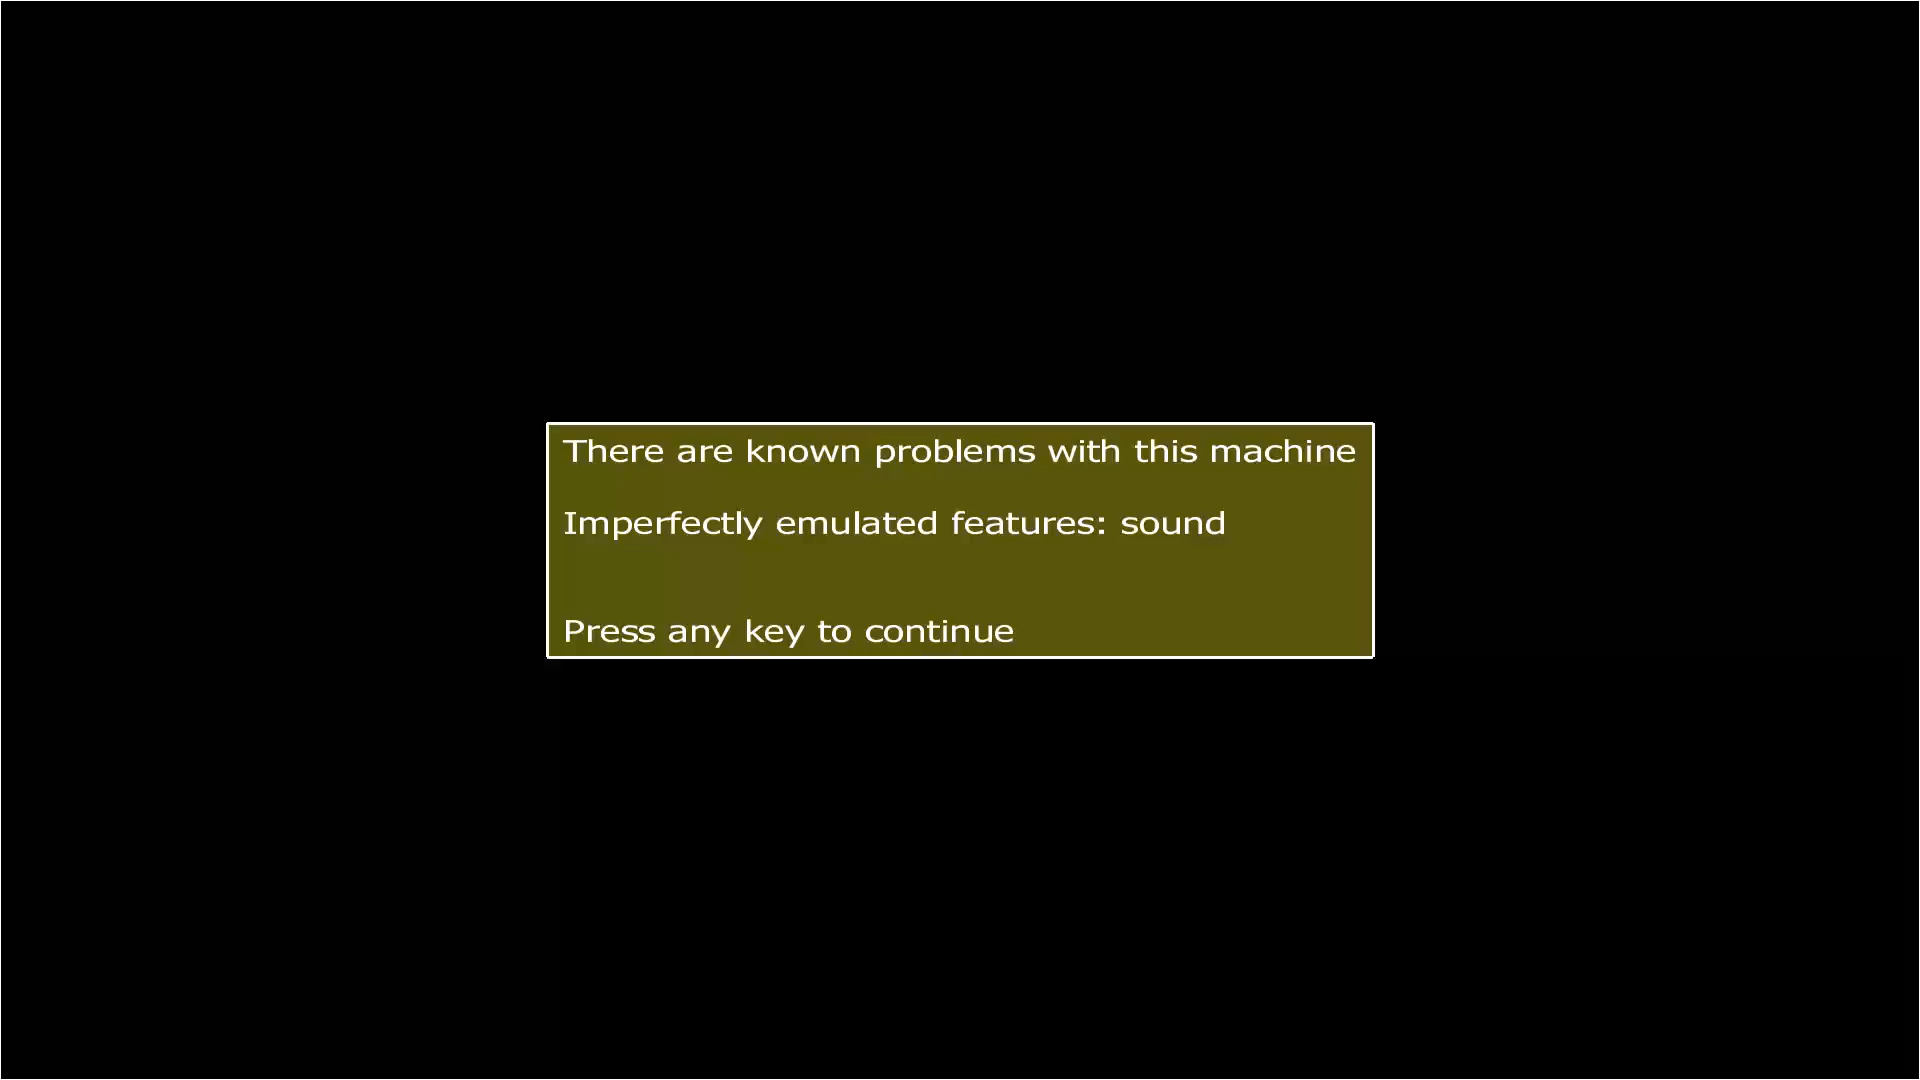 There are known problems with this machine
Imperfectly emulated features: sound
Press any key to continue